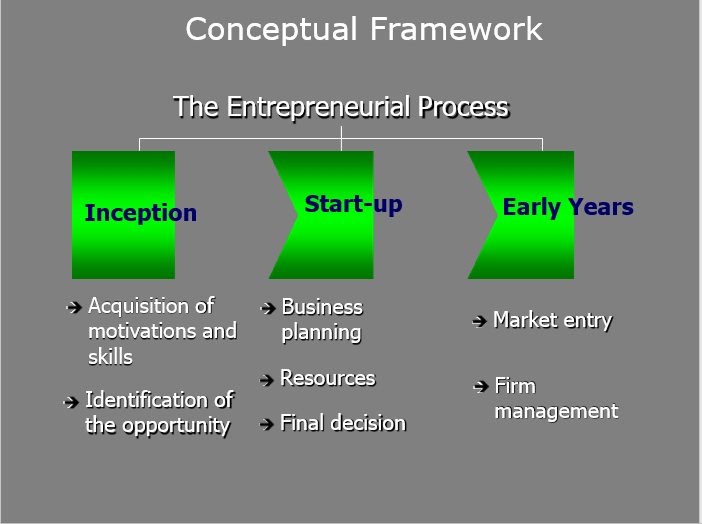 Conceptual Framework
The Entrepreneurial Process
Inception
Start-up
Early Years
Acquisition of
motivations and
skills
Identification of
the opportunity
Business
planning
Resources
Final decision
Market entry
Firm
management